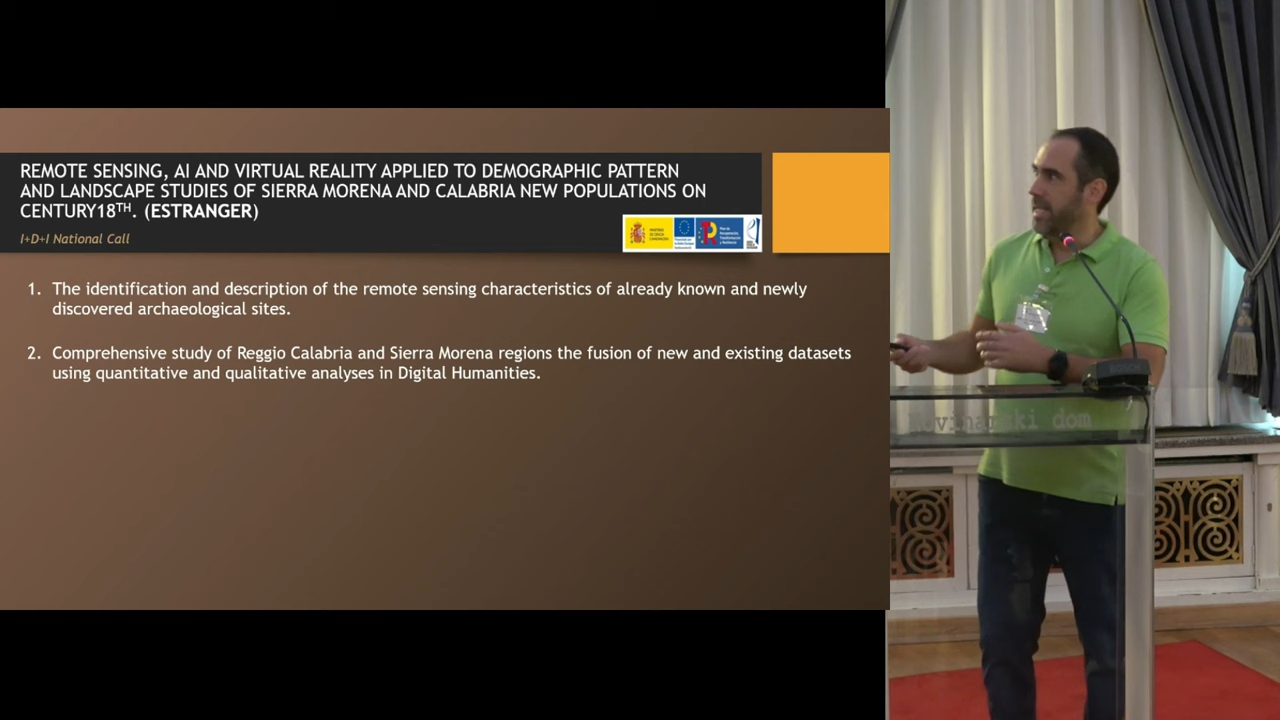 REMOTE SENSING, AI AND VIRTUAL REALITY APPLIED TO DEMOGRAPHIC PATTERN
AND LANDSCAPE STUDIES OF SIERRA MORENA AND CALABRIA NEW POPULATIONS ON
CENTURY18TH. (ESTRANGER)
I+D+I National Call
1. The identification and description of the remote sensing characteristics of already known and newly
discovered archaeological sites.
2. Comprehensive study of Reggio Calabria and Sierra Morena regions the fusion of new and existing datasets
using quantitative and qualitative analyses in Digital Humanities.
dom